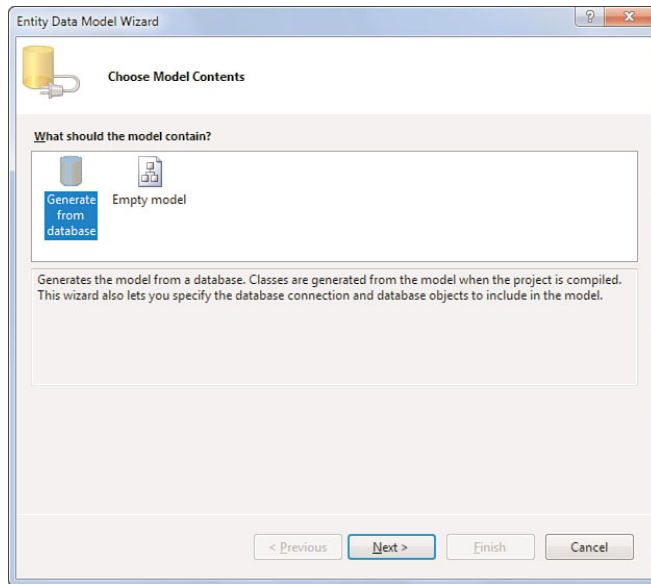 Entity Data Model Wizard
Choose Model Contents
What should the model contain?
Generate
from
database
Empty model
Generates the model from a database. Classes are generated from the model when the project is compiled.
This wizard also lets you specify the database connection and database objects to include in the model.
< Previous
Next >
Finish
Cancel